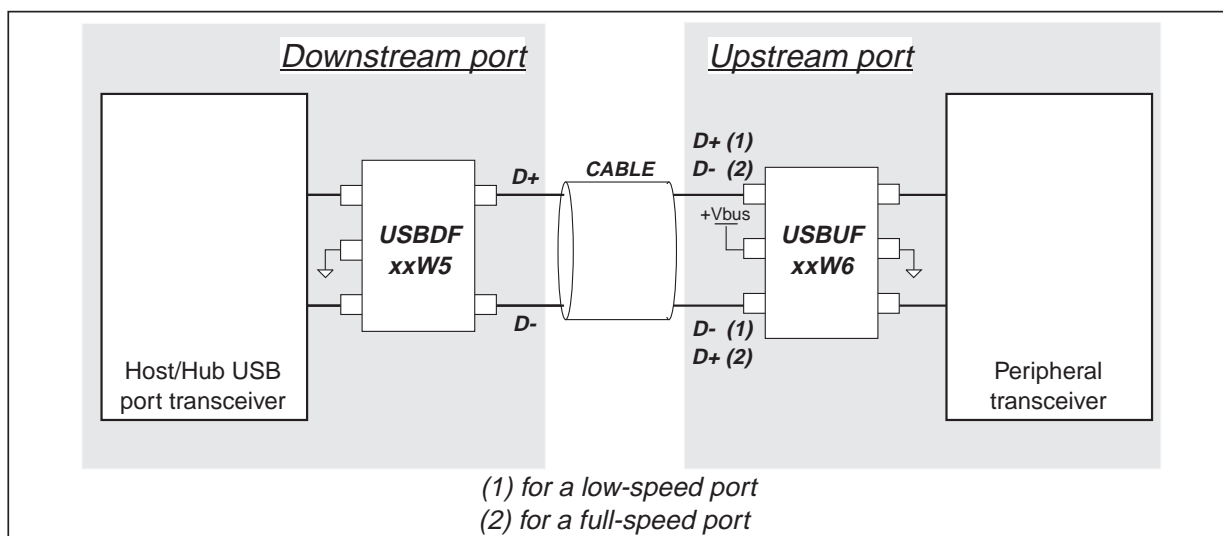 Downstream port
Upstream port
D+ (1)
D- (2)
D+
CABLE
+Vbus
USBDF
xxW5
USBUF
xxW6
D-
D- (1)
D+ (2)
Host/Hub USB
port transceiver
Peripheral
transceiver
(1) for a low-speed port
(2) for a full-speed port